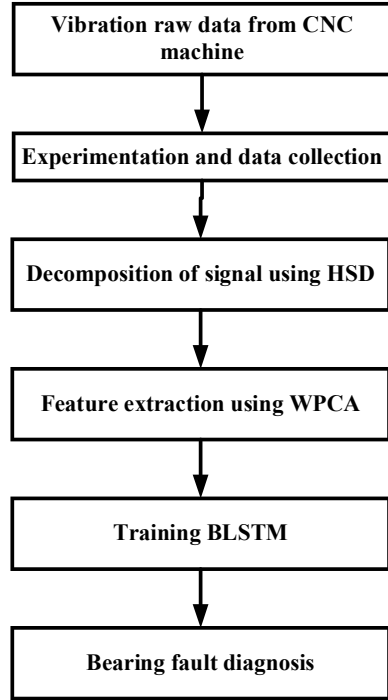 Vibration raw data from CNC
machine
Experimentation and data collection
Decomposition of signal using HSD
Feature extraction using WPCA
Training BLSTM
Bearing fault diagnosis